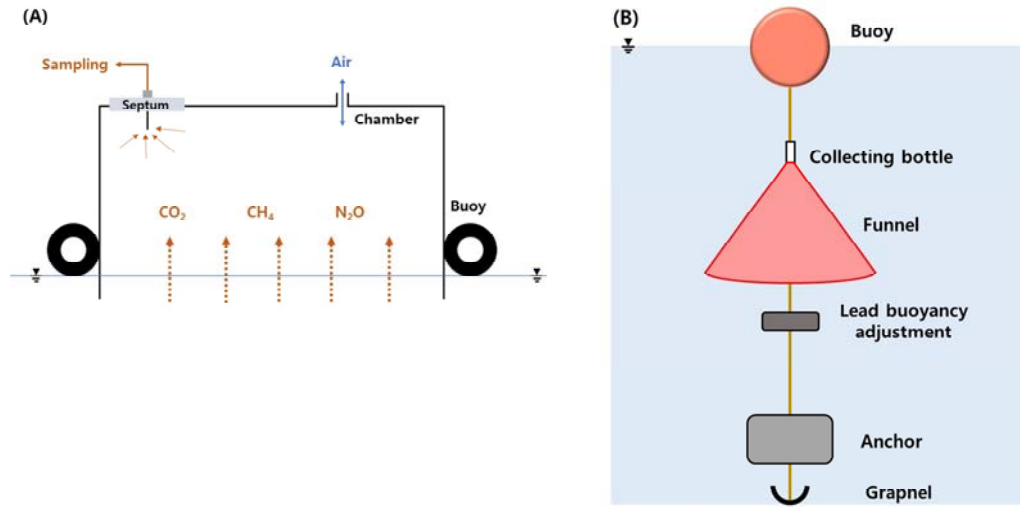 (A)
Sampling
Septum
Air
Chamber
CO₂
CH₄
N₂O
Buoy
(B)
Buoy
Collecting bottle
Funnel
Lead buoyancy
adjustment
Anchor
Grapnel